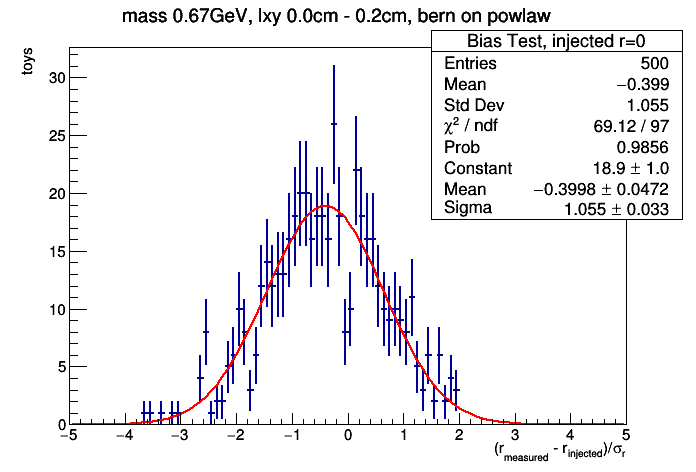 mass 0.67GeV, lxy 0.0cm - 0.2cm, bern on powlaw
Bias Test, injected r=0
Entries 500
Mean −0.399
Std Dev 1.055
χ² / ndf 69.12 / 97
Prob 0.9856
Constant 18.9 ± 1.0
Mean −0.3998 ± 0.0472
Sigma 1.055 ± 0.033
toys
30
25
20
15
10
5
0
−5 −4 −3 −2 −1 0 1 2 3 4 5
(r_measured - r_injected)/σ_r